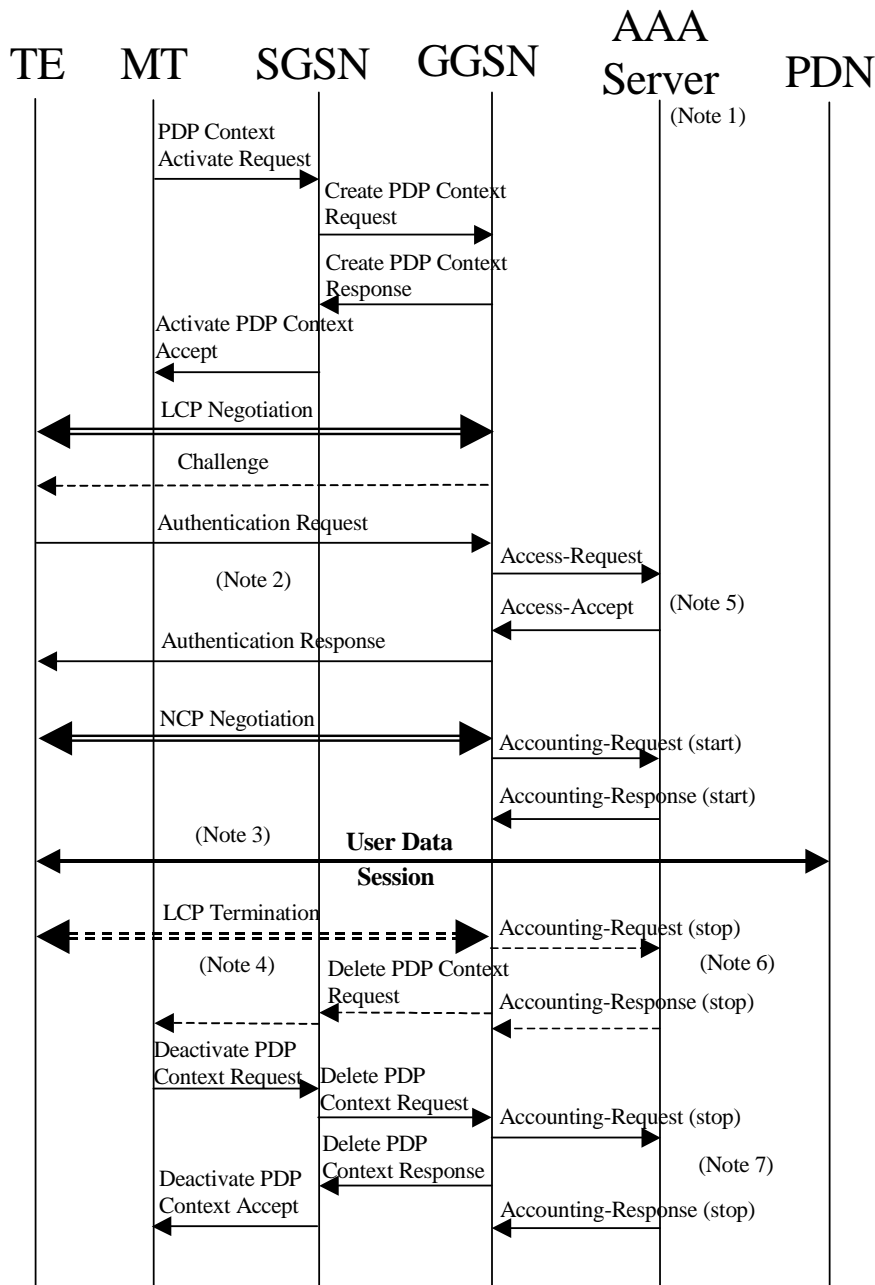 TE
MT
SGSN
GGSN
AAA
Server
PDN
(Note 1)
PDP Context
Activate Request
Create PDP Context
Request
Create PDP Context
Response
Activate PDP Context
Accept
LCP Negotiation
Challenge
Authentication Request
Access-Request
(Note 2)
Access-Accept
(Note 5)
Authentication Response
NCP Negotiation
Accounting-Request (start)
Accounting-Response (start)
(Note 3)
User Data
Session
LCP Termination
Accounting-Request (stop)
(Note 4)
(Note 6)
Delete PDP Context
Request
Accounting-Response (stop)
Deactivate PDP
Context Request
Delete PDP
Context Request
Accounting-Request (stop)
Delete PDP
Context Response
(Note 7)
Deactivate PDP
Context Accept
Accounting-Response (stop)